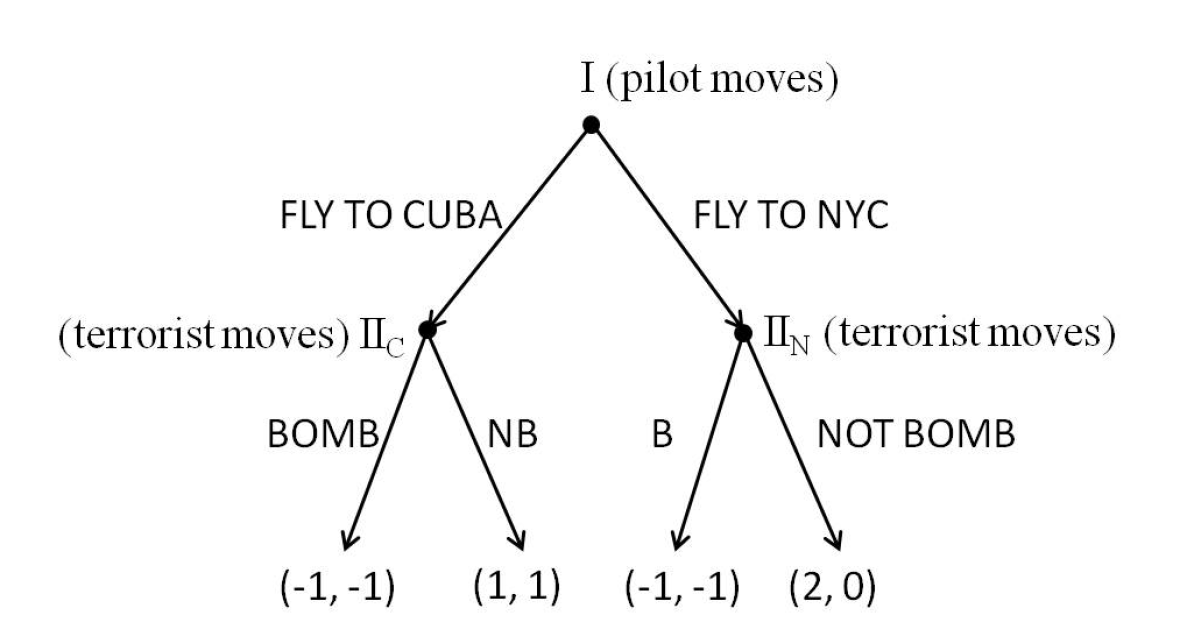 I (pilot moves)
FLY TO CUBA FLY TO NYC
(terrorist moves) II_C II_N (terrorist moves)
BOMB NB B NOT BOMB
(-1, -1) (1, 1) (-1, -1) (2, 0)